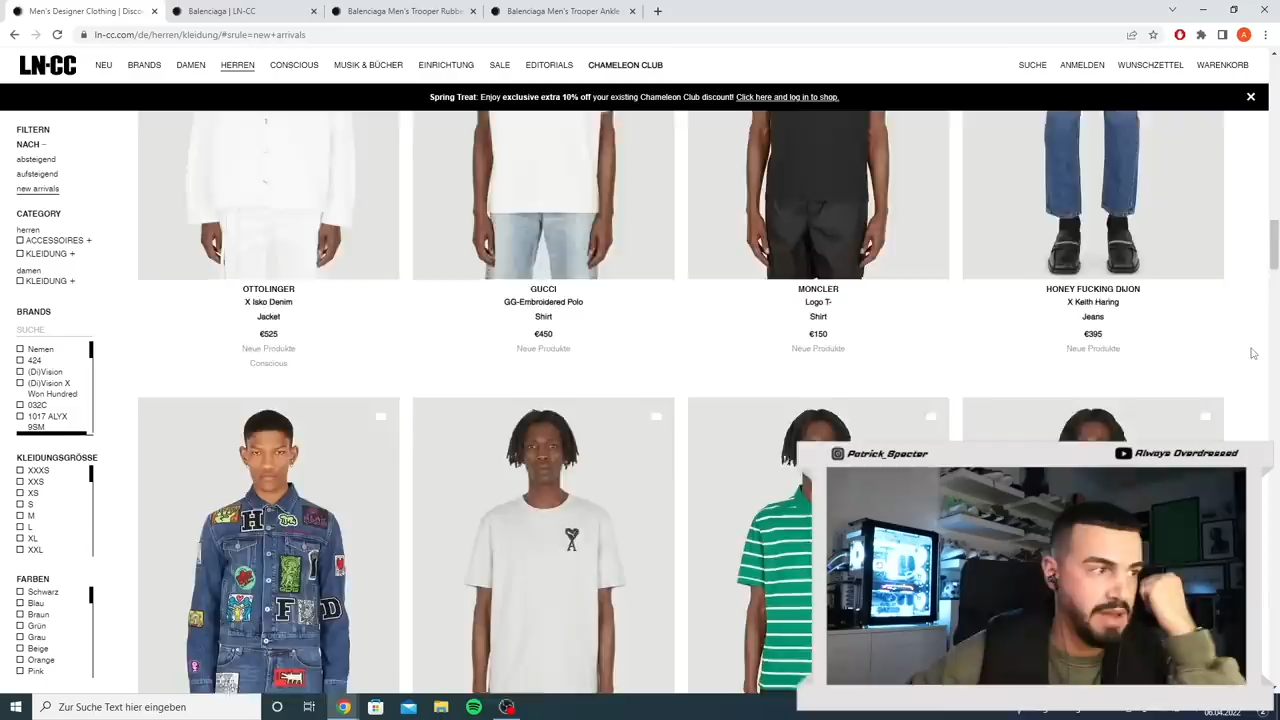 Men's Designer Clothing | Disco
Balenciaga | LN-CC
Balenciaga Men's Trooper Rubbe
Balenciaga Men's Trooper Ankle
ln-cc.com/de/herren/kleidung/#srule=new+arrivals
A
LN-CC
NEU
BRANDS
DAMEN
HERREN
CONSCIOUS
MUSIK & BÜCHER
EINRICHTUNG
SALE
EDITORIALS
CHAMELEON CLUB
SUCHE
ANMELDEN
WUNSCHZETTEL
WARENKORB
Spring Treat: Enjoy exclusive extra 10% off your existing Chameleon Club discount! Click here and log in to shop.
FILTERN
NACH –
absteigend
aufsteigend
new arrivals
CATEGORY
herren
ACCESSOIRES +
KLEIDUNG +
damen
KLEIDUNG +
BRANDS
SUCHE
Nemen
424
(Di)Vision
(Di)Vision X
Won Hundred
032C
1017 ALYX
9SM
KLEIDUNGSGRÖSSE
XXXS
XXS
XS
S
M
L
XL
XXL
FARBEN
Schwarz
Blau
Braun
Grün
Grau
Beige
Orange
Pink
OTTOLINGER
X Isko Denim
Jacket
€525
Neue Produkte
Conscious
GUCCI
GG-Embroidered Polo
Shirt
€450
Neue Produkte
MONCLER
Logo T-
Shirt
€150
Neue Produkte
HONEY FUCKING DIJON
X Keith Haring
Jeans
€395
Neue Produkte
H
F D
A
Patrick_Specter
Always Overdressed
Zur Suche Text hier eingeben
06.04.2022